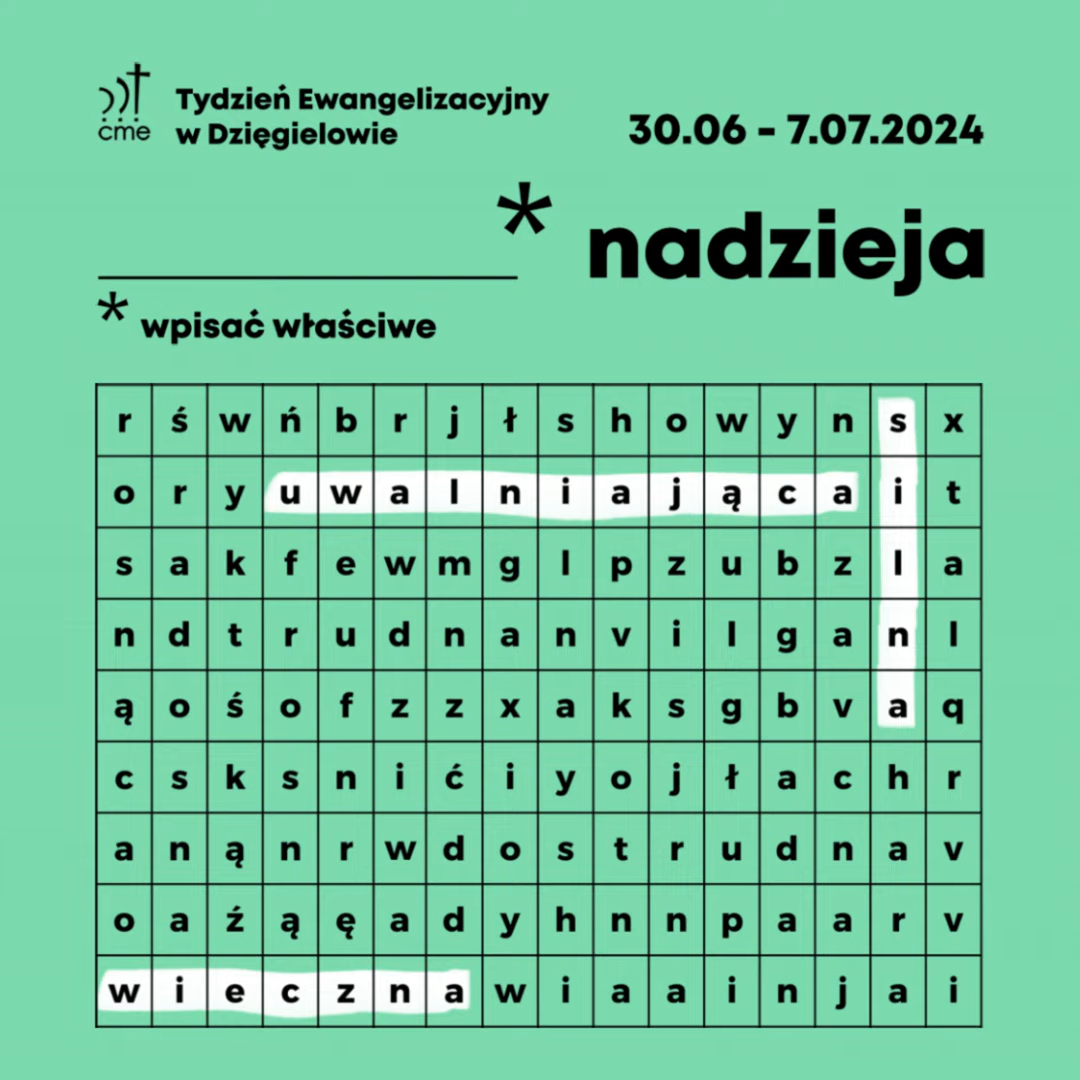 cme
Tydzień Ewangelizacyjny
w Dzięgielowie
30.06 - 7.07.2024
* nadzieja
* wpisać właściwe
r ś w ń b r j ł s h o w y n s x
o r y u w a l n i a j ą c a i t
s a k f e w m g l p z u b z l a
n d t r u d n a n v i l g a n l
ą o ś o f z z x a k s g b v a q
c s k s n i ć i y o j ł a c h r
a n ą n r w d o s t r u d n a v
o a ź ą ę a d y h n n p a a r v
w i e c z n a w i a a i n j a i